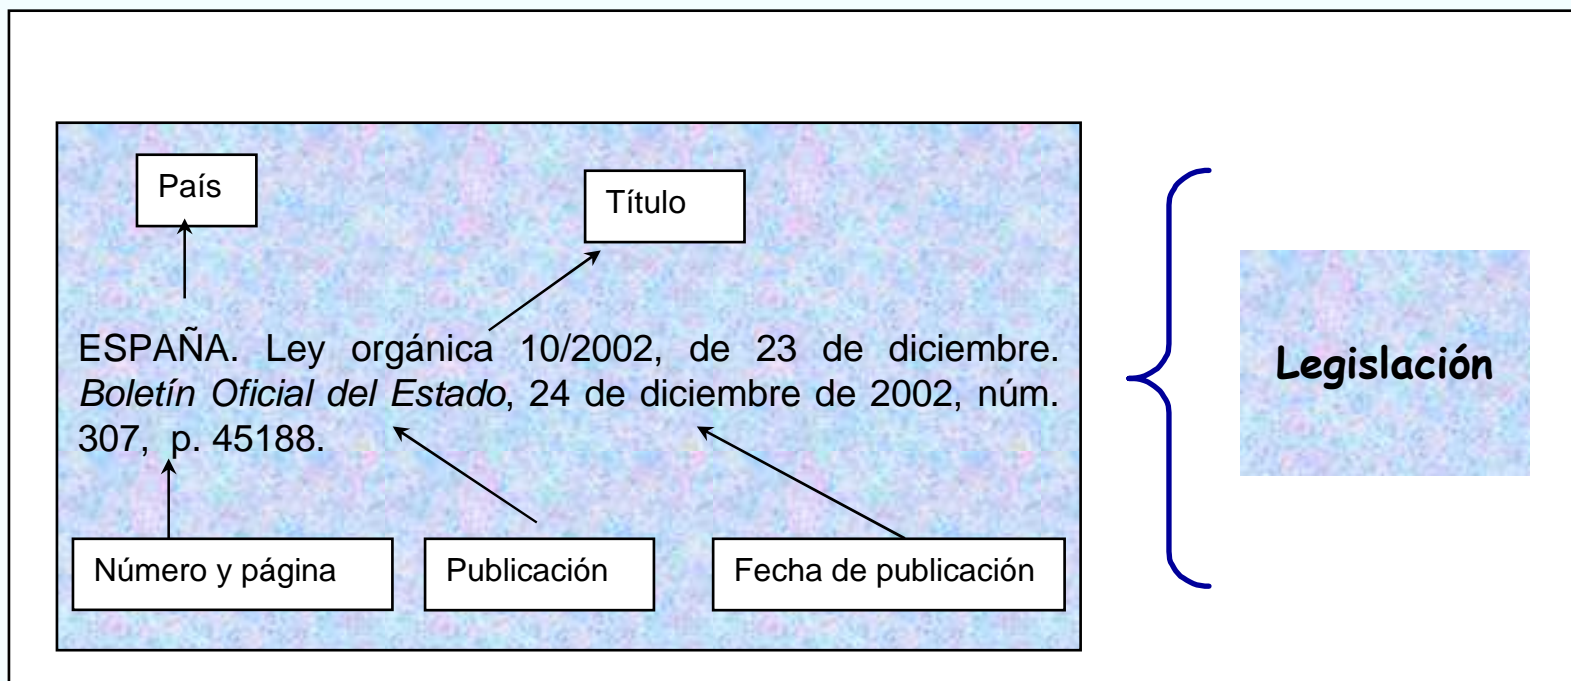 País
Título
ESPAÑA. Ley orgánica 10/2002, de 23 de diciembre.
Boletín Oficial del Estado, 24 de diciembre de 2002, núm.
307, p. 45188.
Número y página
Publicación
Fecha de publicación
Legislación